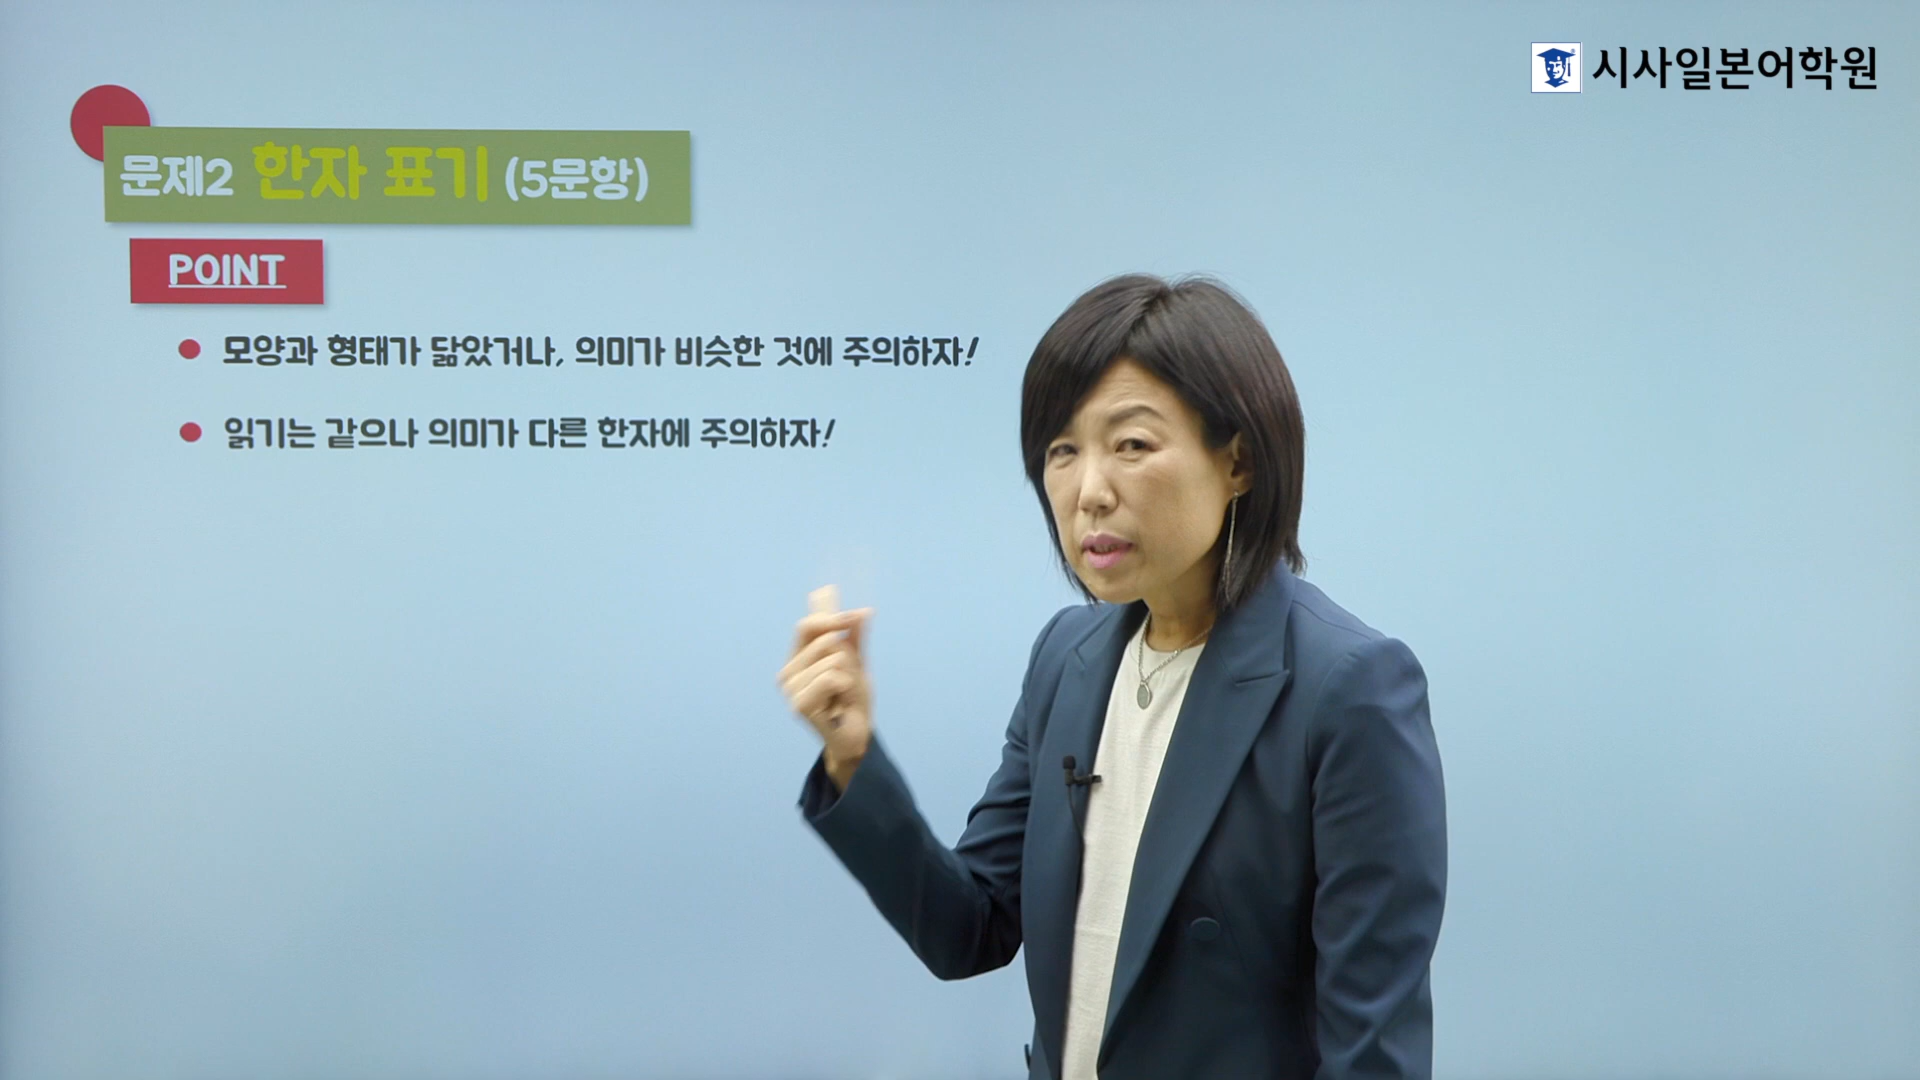 시사일본어학원
문제2 한자 표기 (5문항)
POINT
모양과 형태가 닮았거나, 의미가 비슷한 것에 주의하자!
읽기는 같으나 의미가 다른 한자에 주의하자!